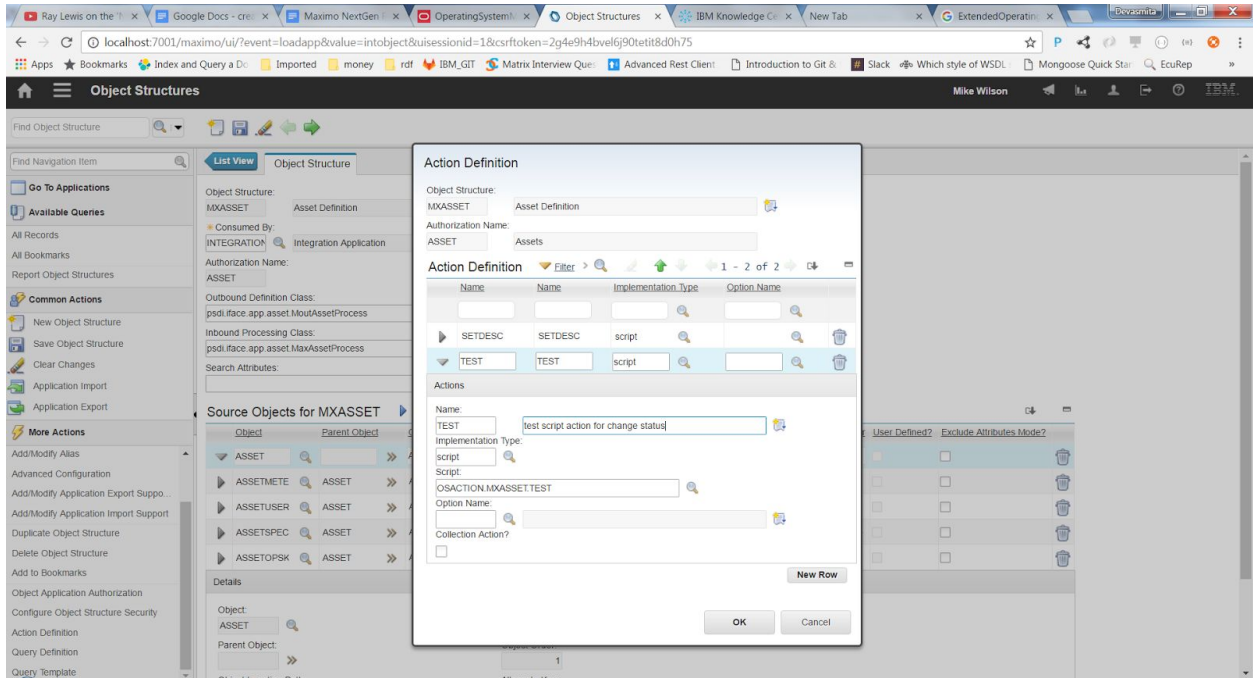 Ray Lewis on the
Google Docs - crea
Maximo NextGen
OperatingSystemM
Object Structures
IBM Knowledge Ce
New Tab
ExtendedOperatin
Devasmita
localhost:7001/maximo/ui/?event=loadapp&value=intobject&uisessionid=1&csrftoken=2g4e9h4bvel6j90tetit8d0h75
Apps Bookmarks Index and Query a Do Imported money rdf IBM_GIT Matrix Interview Que Advanced Rest Client Introduction to Git & Slack Which style of WSDL Mongoose Quick Star EcuRep »
Object Structures
Mike Wilson
IBM
Find Object Structure
Find Navigation Item
Go To Applications
Available Queries
All Records
All Bookmarks
Report Object Structures
Common Actions
New Object Structure
Save Object Structure
Clear Changes
Application Import
Application Export
More Actions
Add/Modify Alias
Advanced Configuration
Add/Modify Application Export Suppo...
Add/Modify Application Import Support
Duplicate Object Structure
Delete Object Structure
Add to Bookmarks
Object Application Authorization
Configure Object Structure Security
Action Definition
Query Definition
Query Template
List View
Object Structure
Object Structure:
MXASSET Asset Definition
Consumed By:
INTEGRATION Integration Application
Authorization Name:
ASSET
Outbound Definition Class:
psdi.iface.app.asset.MoutAssetProcess
Inbound Processing Class:
psdi.iface.app.asset.MaxAssetProcess
Search Attributes:
Source Objects for MXASSET
Object Parent Object
User Defined? Exclude Attributes Mode?
ASSET
ASSETMETE ASSET
ASSETUSER ASSET
ASSETSPEC ASSET
ASSETOPSK ASSET
Details
Object:
ASSET
Parent Object:
1
Action Definition
Object Structure:
MXASSET Asset Definition
Authorization Name:
ASSET Assets
Action Definition Filter 1 - 2 of 2
Name Name Implementation Type Option Name
SETDESC SETDESC script
TEST TEST script
Actions
Name:
TEST test script action for change status
Implementation Type:
script
Script:
OSACTION.MXASSET.TEST
Option Name:
Collection Action?
New Row
OK Cancel